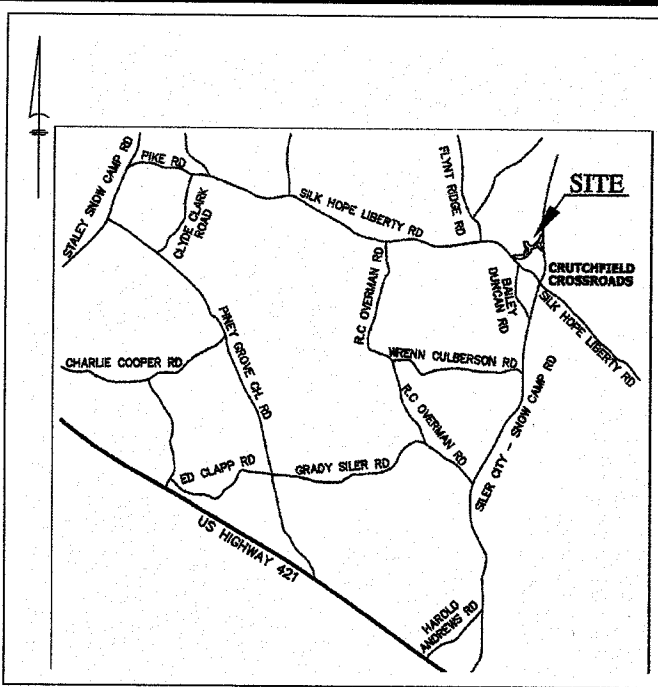 STALEY SNOW CAMP RD
PIKE RD
CLYDE CLARK
ROAD
SILK HOPE LIBERTY RD
FLYNT RIDGE RD
SITE
CRUTCHFIELD
CROSSROADS
BAILEY
DUNCAN RD
SILK HOPE LIBERTY RD
R.C OVERMAN RD
PINEY GROVE CH. RD
WRENN CULBERSON RD
CHARLIE COOPER RD
R.C OVERMAN RD
SILER CITY - SNOW CAMP RD
ED CLAPP RD
GRADY SILER RD
US HIGHWAY 421
HAROLD
ANDREWS RD